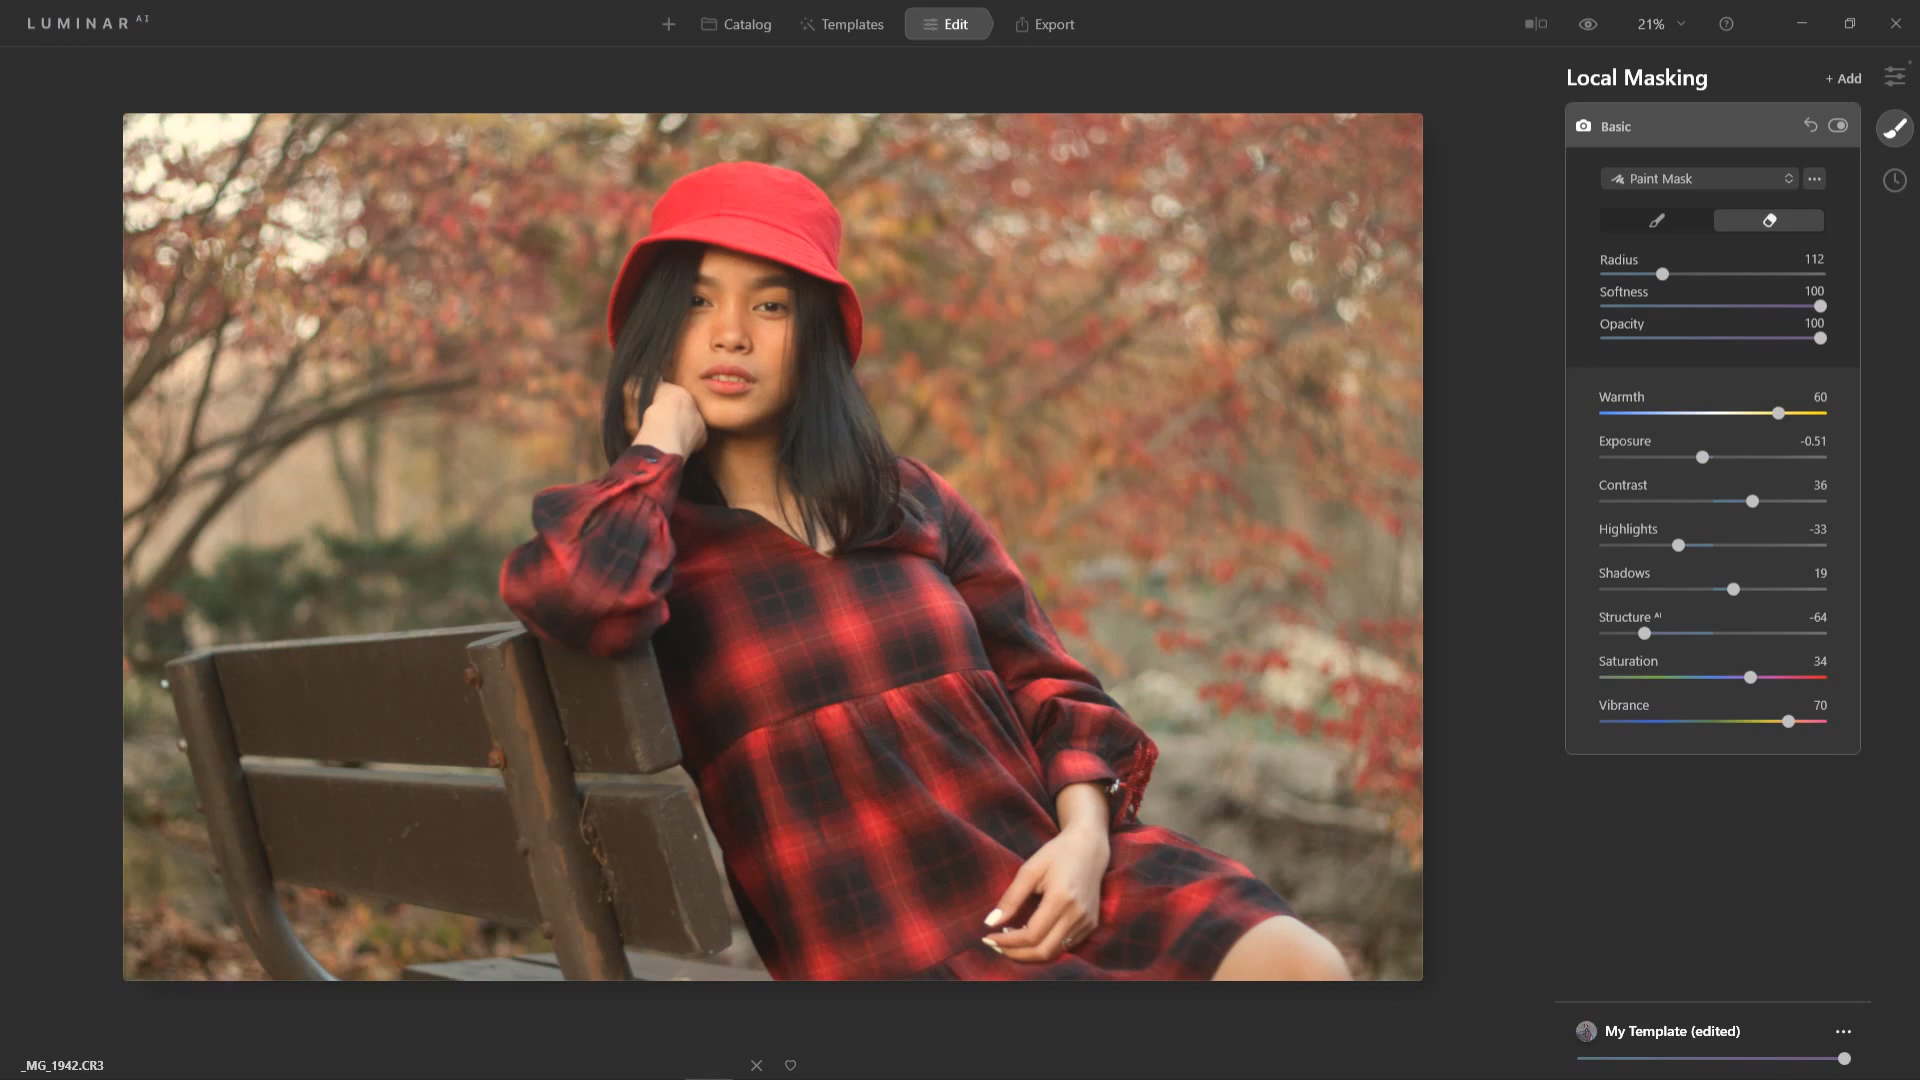 LUMINAR AI
Catalog
Templates
Edit
Export
21%
Local Masking
+ Add
Basic
Paint Mask
Radius 112
Softness 100
Opacity 100
Warmth 60
Exposure -0.51
Contrast 36
Highlights -33
Shadows 19
Structure AI -64
Saturation 34
Vibrance 70
My Template (edited)
_MG_1942.CR3